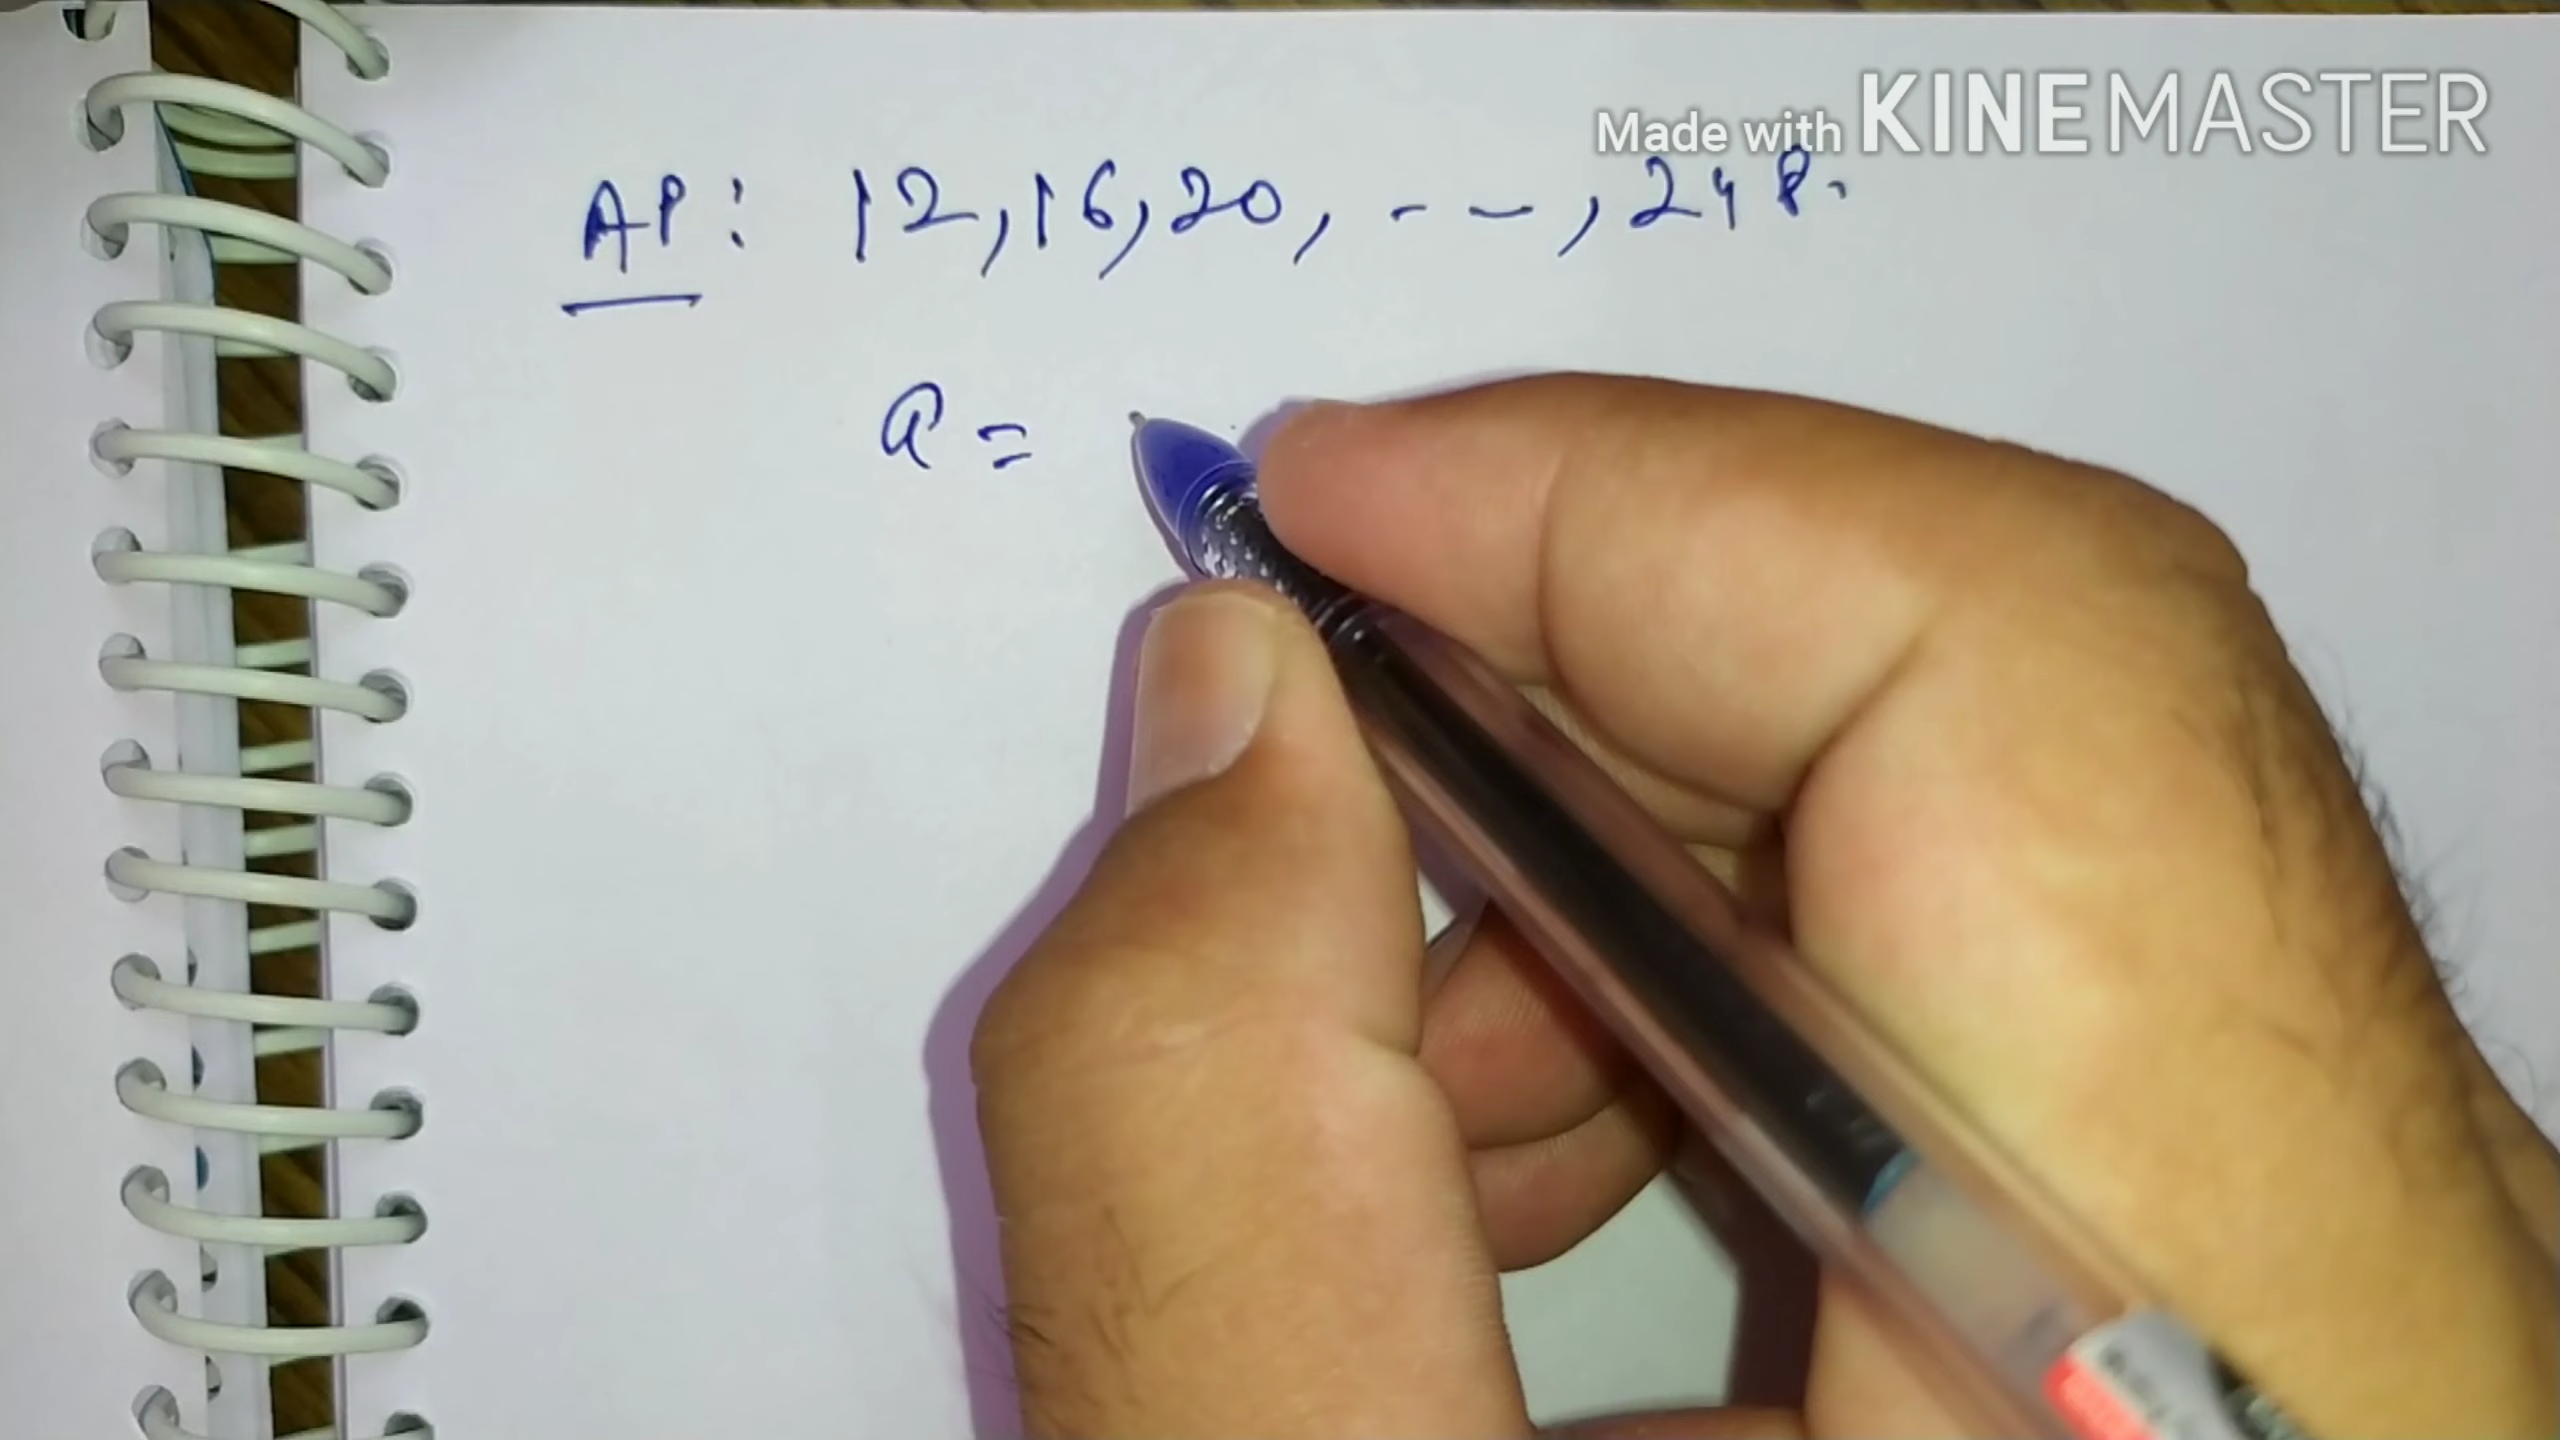 Made with KINEMASTER
AP: 12, 16, 20, - - -, 248.
a =